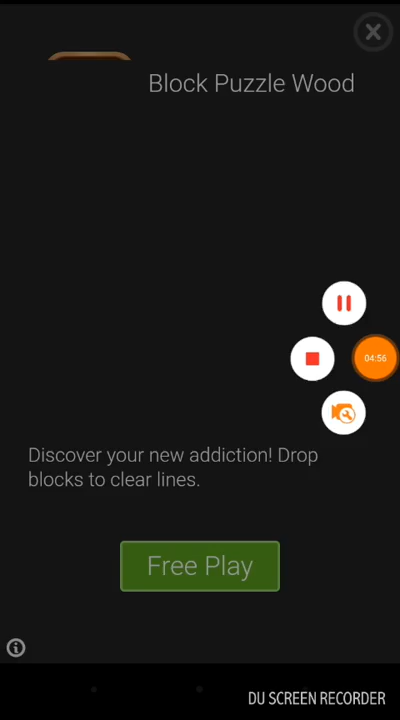 Block Puzzle Wood
04:56
Discover your new addiction! Drop
blocks to clear lines.
Free Play
DU SCREEN RECORDER